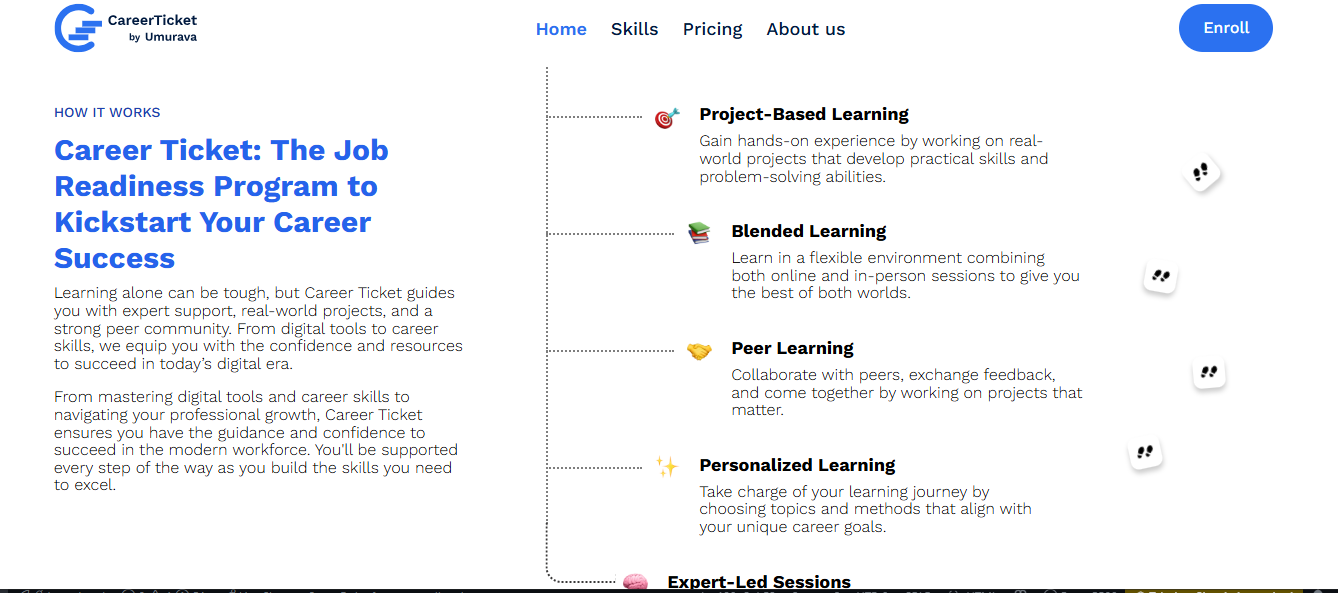 CareerTicket
by Umurava
Home
Skills
Pricing
About us
Enroll
HOW IT WORKS
Career Ticket: The Job
Readiness Program to
Kickstart Your Career
Success
Learning alone can be tough, but Career Ticket guides
you with expert support, real-world projects, and a
strong peer community. From digital tools to career
skills, we equip you with the confidence and resources
to succeed in today’s digital era.
From mastering digital tools and career skills to
navigating your professional growth, Career Ticket
ensures you have the guidance and confidence to
succeed in the modern workforce. You'll be supported
every step of the way as you build the skills you need
to excel.
Project-Based Learning
Gain hands-on experience by working on real-
world projects that develop practical skills and
problem-solving abilities.
Blended Learning
Learn in a flexible environment combining
both online and in-person sessions to give you
the best of both worlds.
Peer Learning
Collaborate with peers, exchange feedback,
and come together by working on projects that
matter.
Personalized Learning
Take charge of your learning journey by
choosing topics and methods that align with
your unique career goals.
Expert-Led Sessions